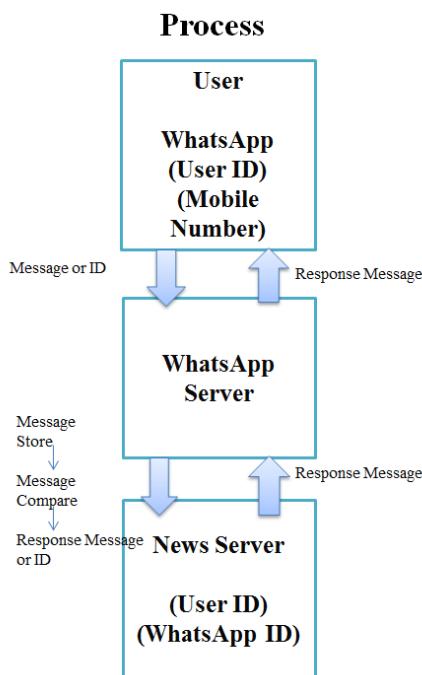 Process
User
WhatsApp
(User ID)
(Mobile
Number)
Message or ID
Response Message
WhatsApp
Server
Message
Store
Message
Compare
Response Message
or ID
Response Message
News Server
(User ID)
(WhatsApp ID)